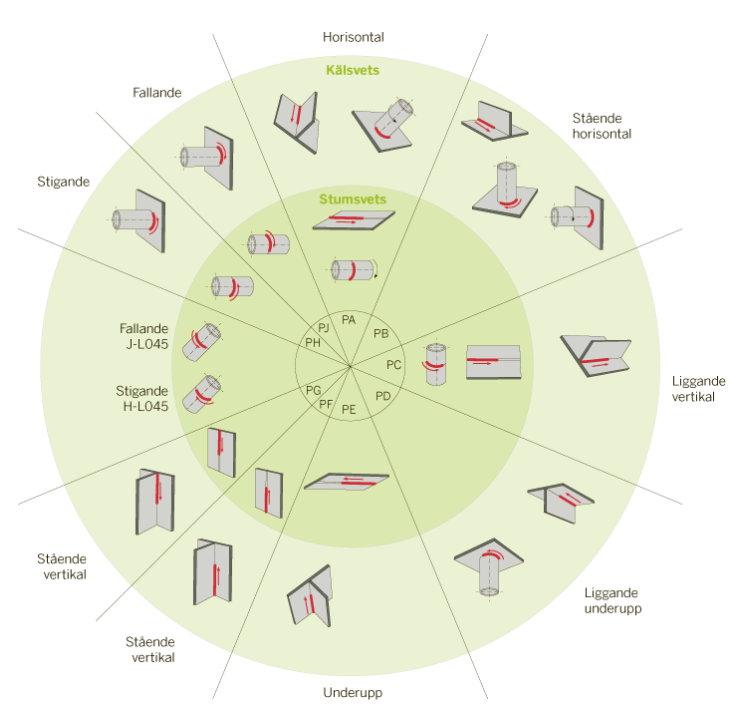 Horisontal
Kälsvets
Fallande
Stående
horisontal
Stigande
Stumsvets
PA
PJ
PB
PH
Fallande
J-L045
PC
Liggande
vertikal
Stigande
H-L045
PG
PF
PE
PD
Stående
vertikal
Liggande
underupp
Stående
vertikal
Underupp